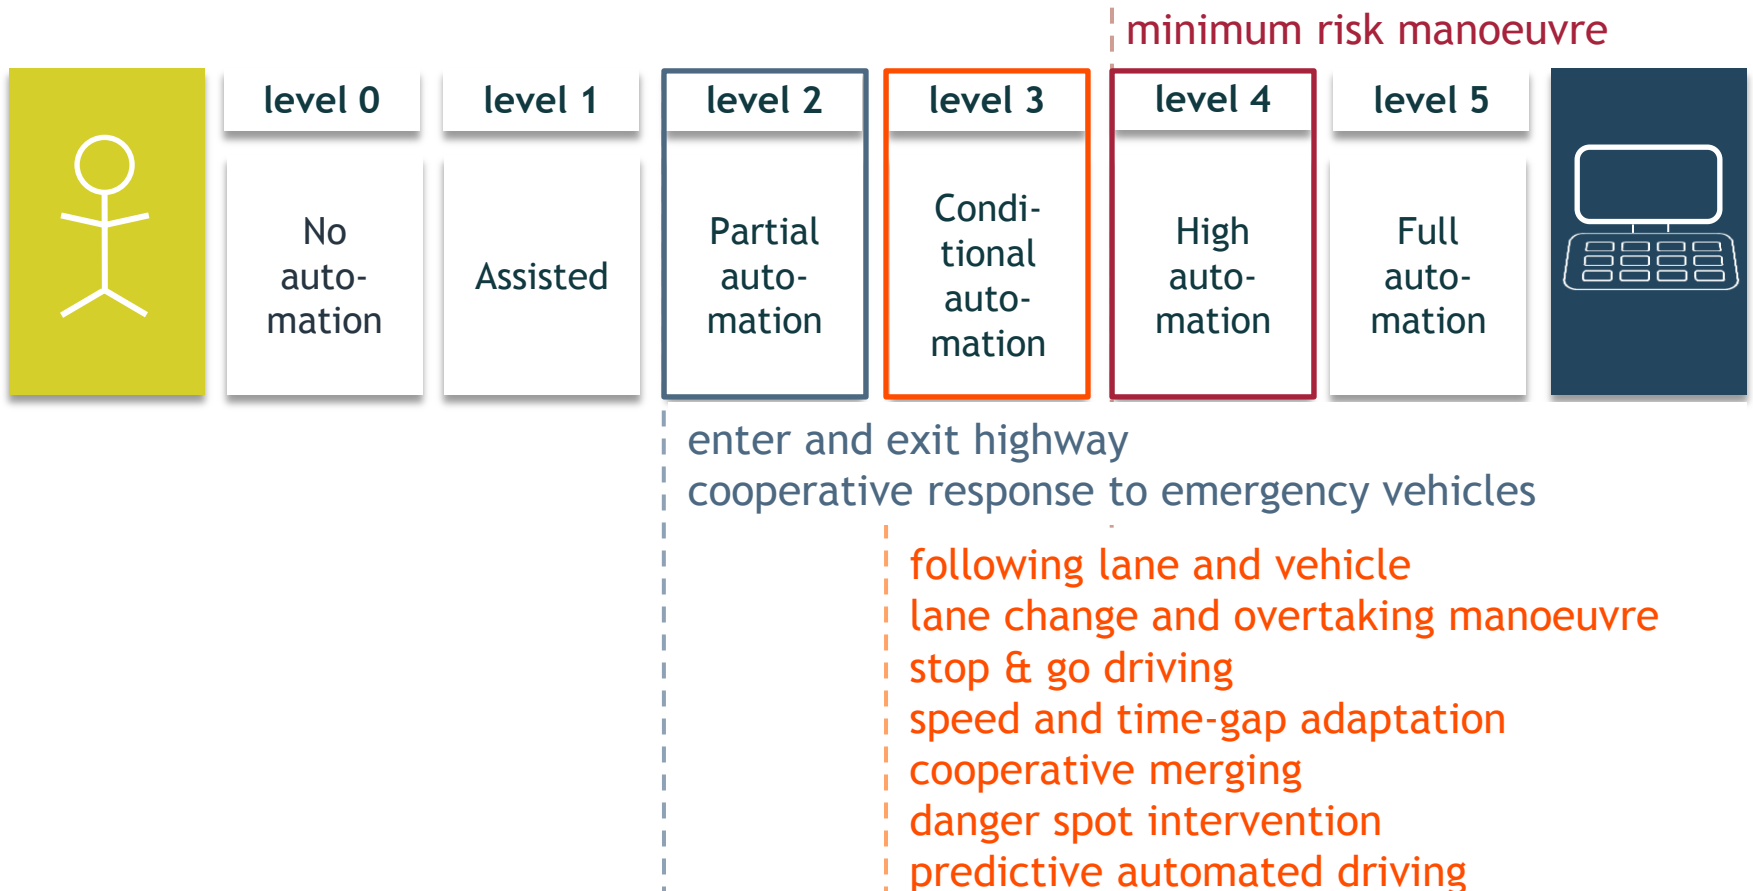 minimum risk manoeuvre
level 0
level 1
level 2
level 3
level 4
level 5
No
auto-
mation
Assisted
Partial
auto-
mation
Condi-
tional
auto-
mation
High
auto-
mation
Full
auto-
mation
enter and exit highway
cooperative response to emergency vehicles
following lane and vehicle
lane change and overtaking manoeuvre
stop & go driving
speed and time-gap adaptation
cooperative merging
danger spot intervention
predictive automated driving